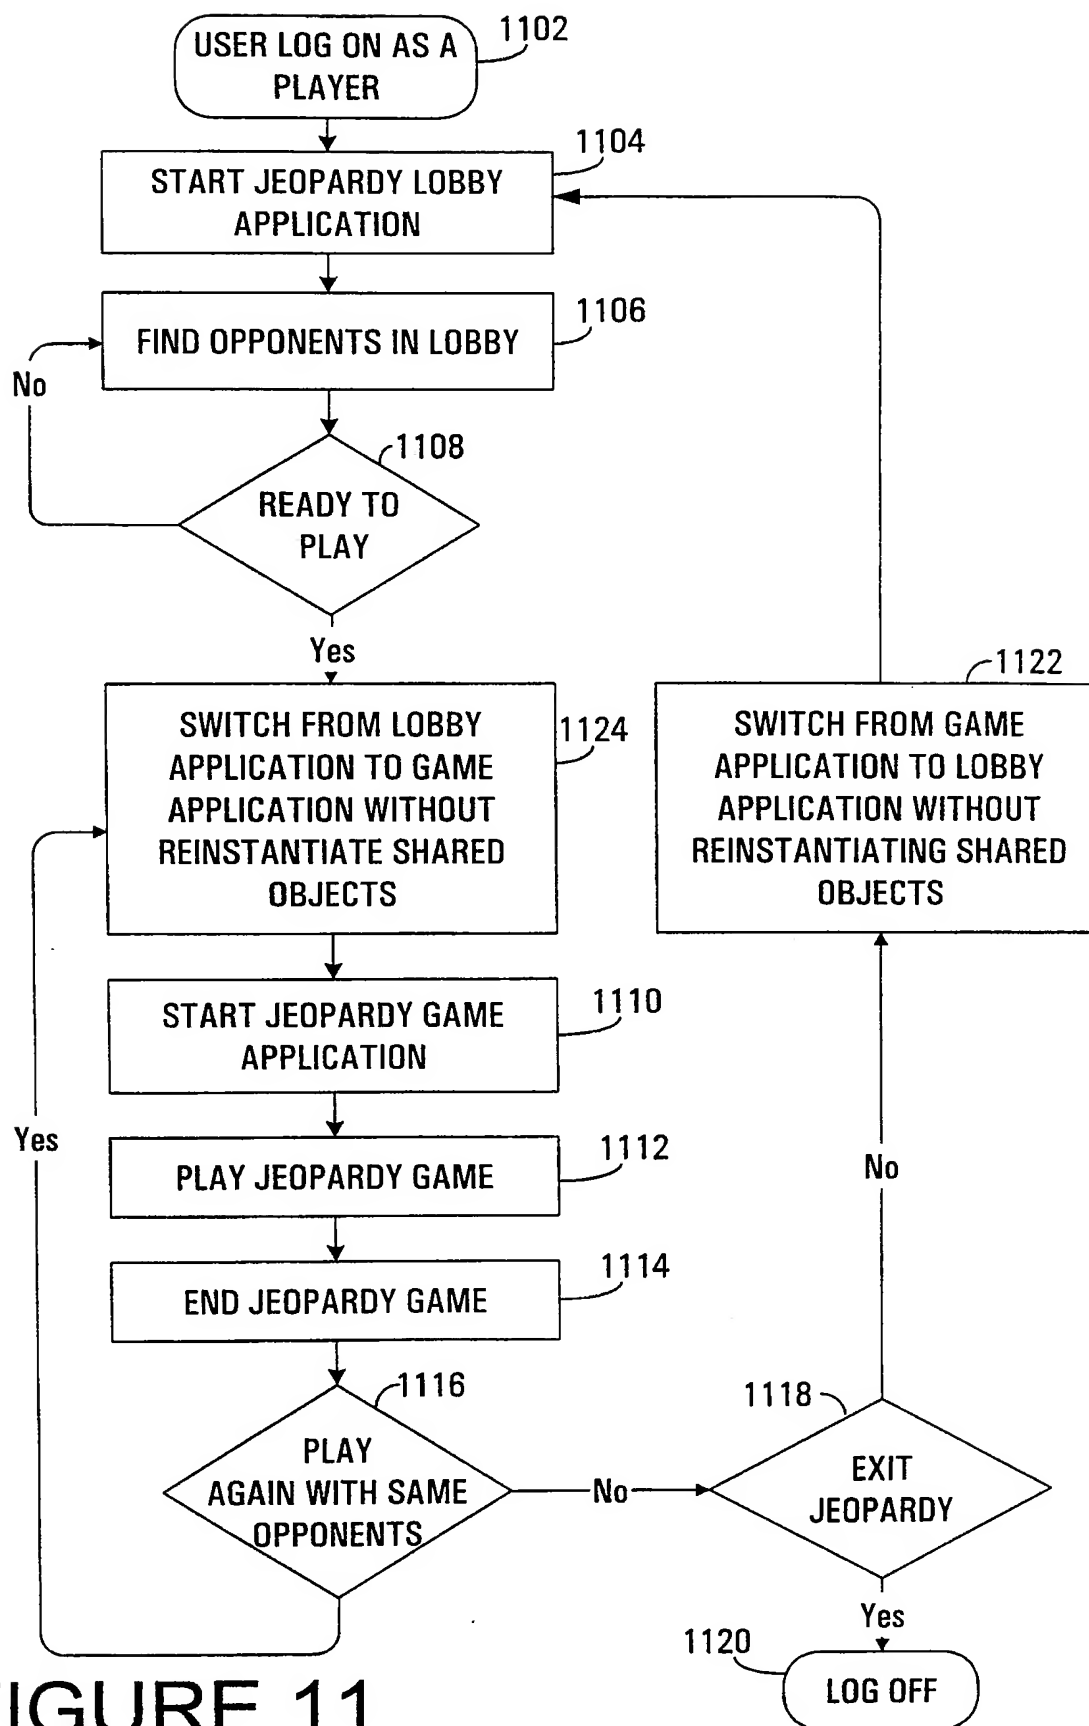 1102
USER LOG ON AS A
PLAYER
1104
START JEOPARDY LOBBY
APPLICATION
1106
FIND OPPONENTS IN LOBBY
No
1108
READY TO
PLAY
Yes
1124
SWITCH FROM LOBBY
APPLICATION TO GAME
APPLICATION WITHOUT
REINSTANTIATE SHARED
OBJECTS
1122
SWITCH FROM GAME
APPLICATION TO LOBBY
APPLICATION WITHOUT
REINSTANTIATING SHARED
OBJECTS
1110
START JEOPARDY GAME
APPLICATION
Yes
1112
PLAY JEOPARDY GAME
No
1114
END JEOPARDY GAME
1116
PLAY
AGAIN WITH SAME
OPPONENTS
No
1118
EXIT
JEOPARDY
Yes
1120
LOG OFF
FIGURE 11